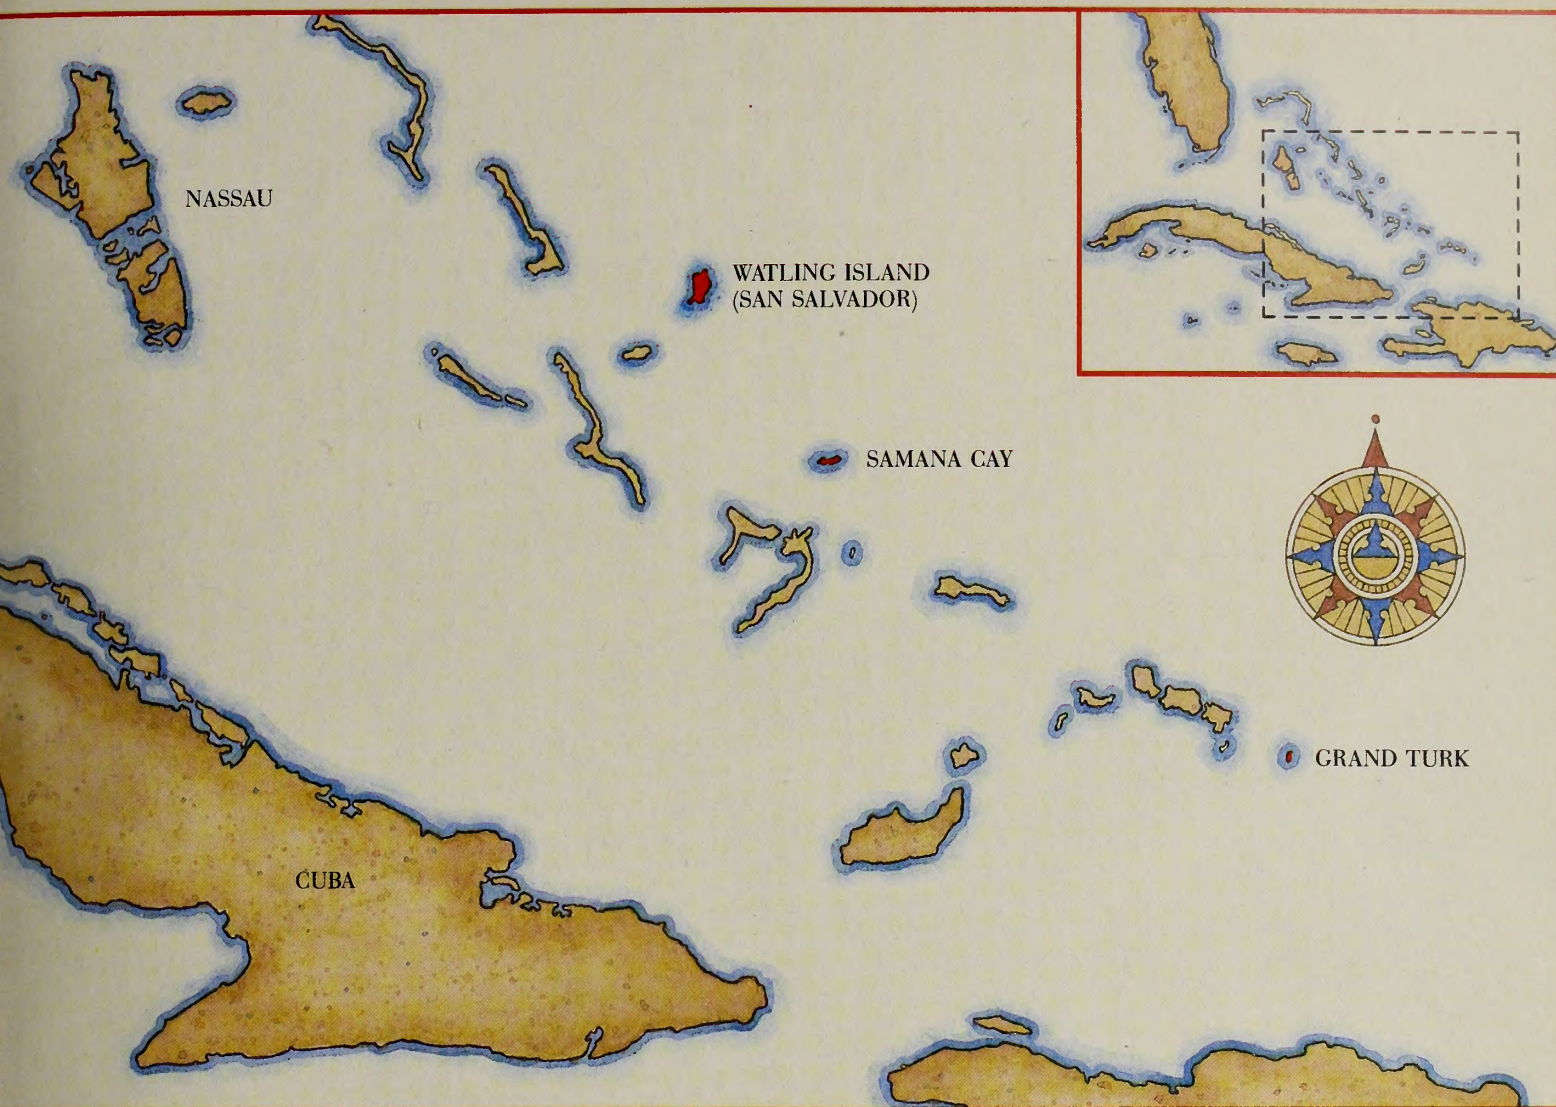 NASSAU
WATLING ISLAND
(SAN SALVADOR)
SAMANA CAY
GRAND TURK
CUBA